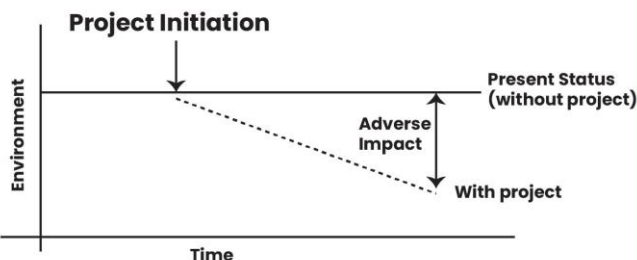 Project Initiation
Environment
Present Status
(without project)
Adverse
Impact
With project
Time